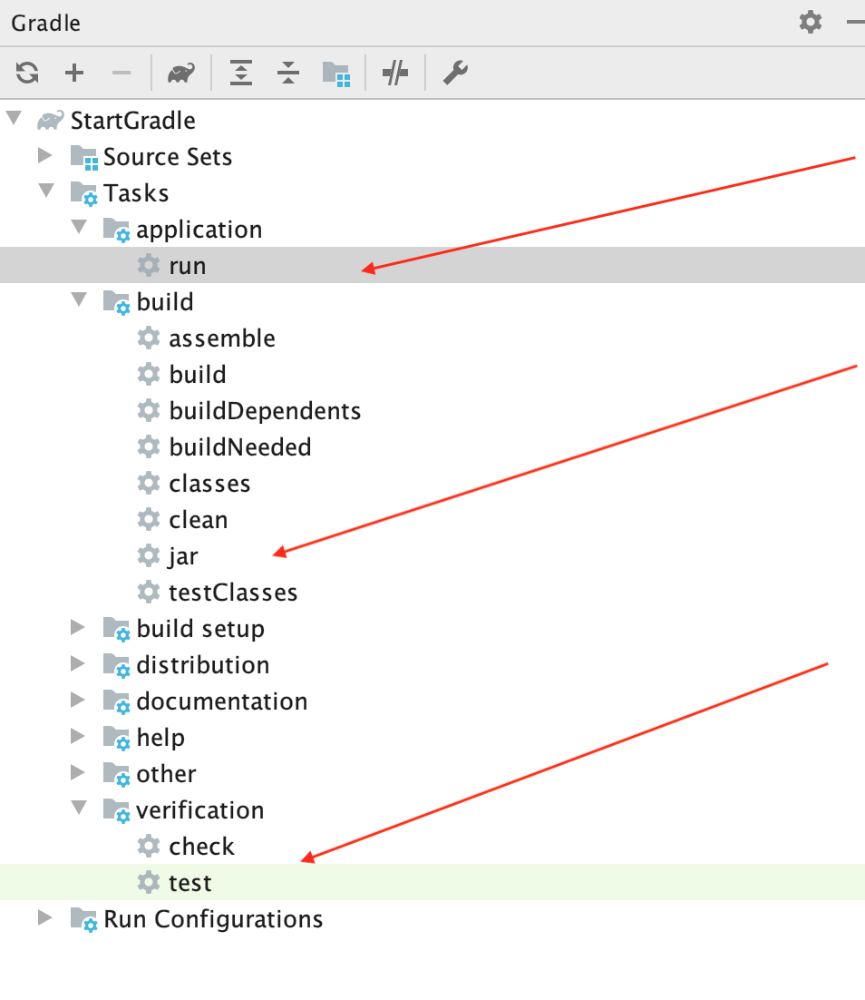 Gradle
StartGradle
Source Sets
Tasks
application
run
build
assemble
build
buildDependents
buildNeeded
classes
clean
jar
testClasses
build setup
distribution
documentation
help
other
verification
check
test
Run Configurations